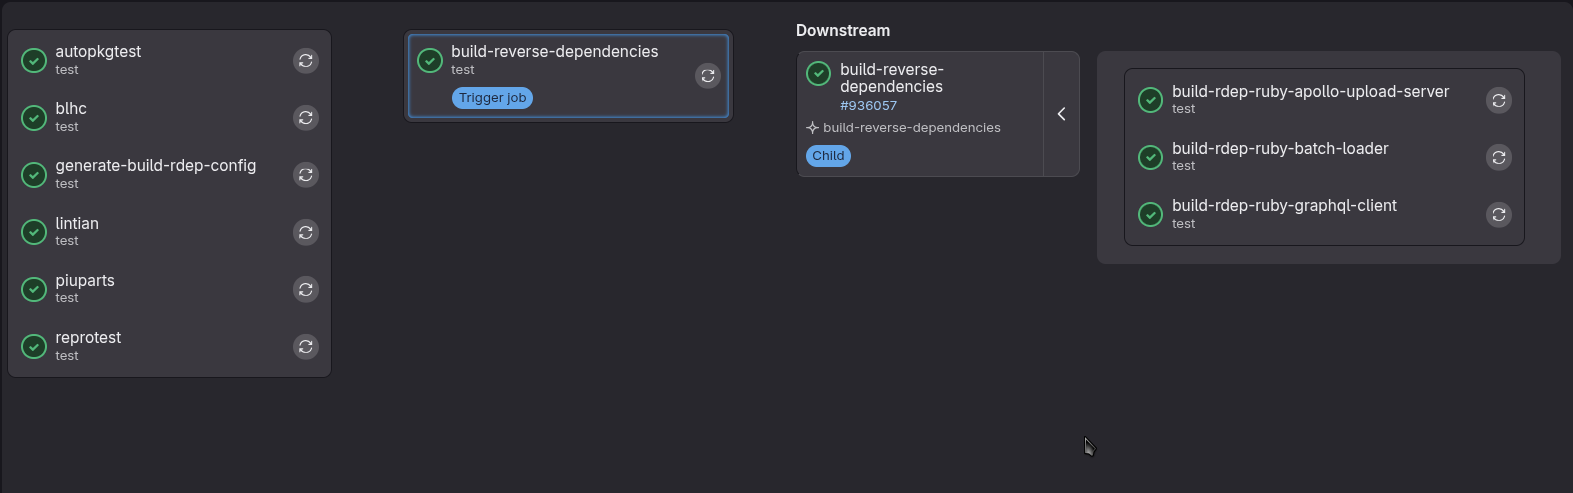 autopkgtest
test
blhc
test
generate-build-rdep-config
test
lintian
test
piuparts
test
reprotest
test
build-reverse-dependencies
test
Trigger job
Downstream
build-reverse-
dependencies
#936057
build-reverse-dependencies
Child
build-rdep-ruby-apollo-upload-server
test
build-rdep-ruby-batch-loader
test
build-rdep-ruby-graphql-client
test